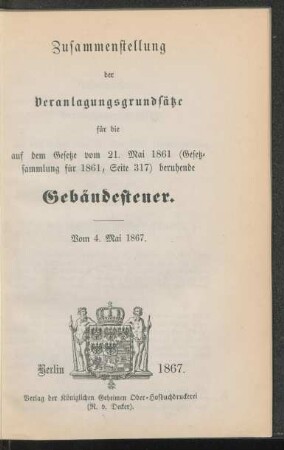 Zusammenstellung
der
Veranlagungsgrundsätze
für die
auf dem Gesetze vom 21. Mai 1861 (Gesetz-
sammlung für 1861, Seite 317) beruhende
Gebäudesteuer.
Vom 4. Mai 1867.
Berlin 1867.
Verlag der Königlichen Geheimen Ober-Hofbuchdruckerei
(R. v. Decker).